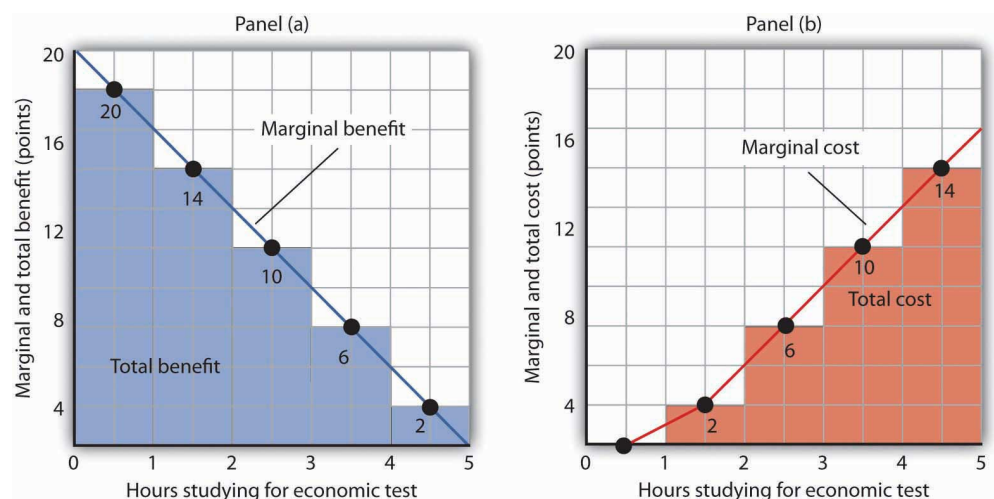 Panel (a)
Marginal and total benefit (points)
20
16
12
8
4
20
14
10
6
2
Marginal benefit
Total benefit
0 1 2 3 4 5
Hours studying for economic test
Panel (b)
Marginal and total cost (points)
20
16
12
8
4
Marginal cost
14
10
Total cost
6
2
0 1 2 3 4 5
Hours studying for economic test